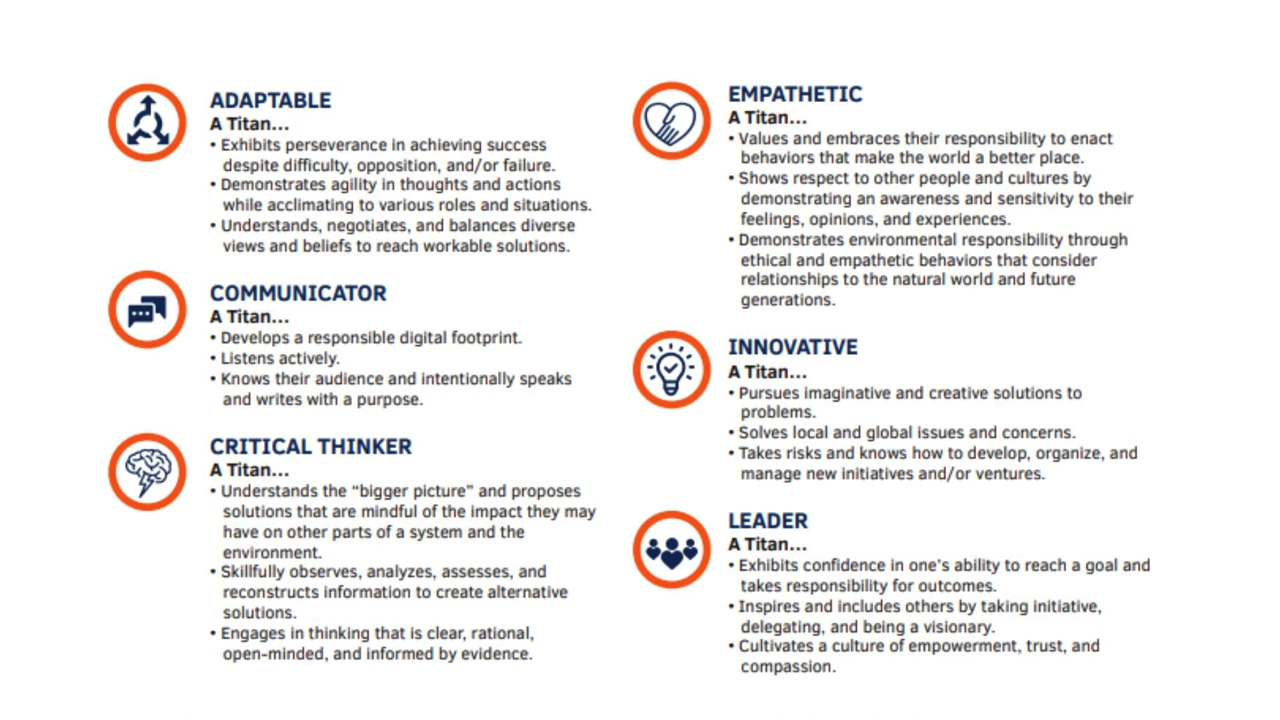 ADAPTABLE
A Titan...
• Exhibits perseverance in achieving success
despite difficulty, opposition, and/or failure.
• Demonstrates agility in thoughts and actions
while acclimating to various roles and situations.
• Understands, negotiates, and balances diverse
views and beliefs to reach workable solutions.
COMMUNICATOR
A Titan...
• Develops a responsible digital footprint.
• Listens actively.
• Knows their audience and intentionally speaks
and writes with a purpose.
CRITICAL THINKER
A Titan...
• Understands the “bigger picture” and proposes
solutions that are mindful of the impact they may
have on other parts of a system and the
environment.
• Skillfully observes, analyzes, assesses, and
reconstructs information to create alternative
solutions.
• Engages in thinking that is clear, rational,
open-minded, and informed by evidence.
EMPATHETIC
A Titan...
• Values and embraces their responsibility to enact
behaviors that make the world a better place.
• Shows respect to other people and cultures by
demonstrating an awareness and sensitivity to their
feelings, opinions, and experiences.
• Demonstrates environmental responsibility through
ethical and empathetic behaviors that consider
relationships to the natural world and future
generations.
INNOVATIVE
A Titan...
• Pursues imaginative and creative solutions to
problems.
• Solves local and global issues and concerns.
• Takes risks and knows how to develop, organize, and
manage new initiatives and/or ventures.
LEADER
A Titan...
• Exhibits confidence in one's ability to reach a goal and
takes responsibility for outcomes.
• Inspires and includes others by taking initiative,
delegating, and being a visionary.
• Cultivates a culture of empowerment, trust, and
compassion.